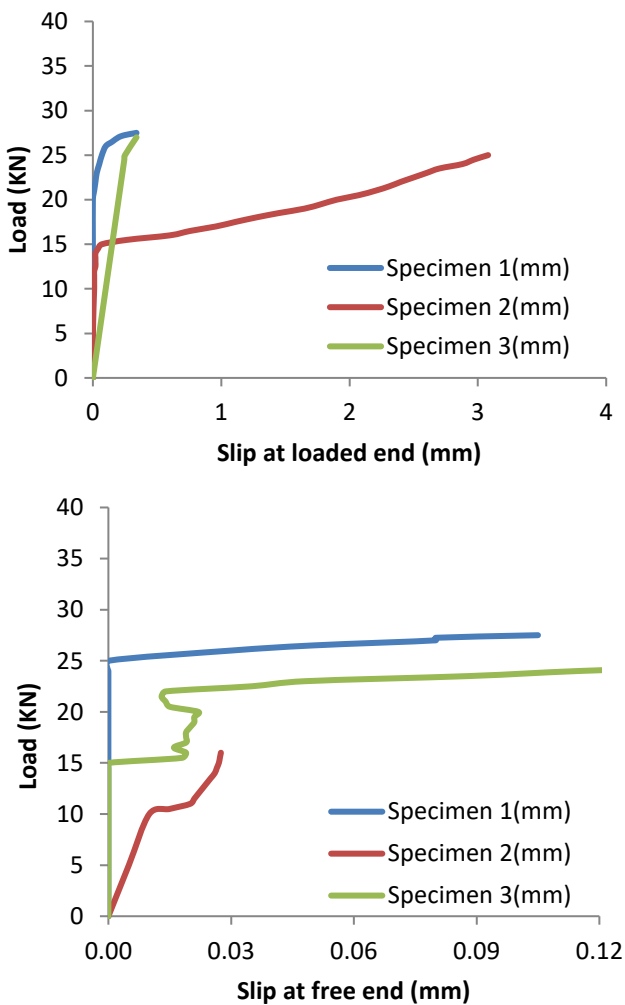 40
35
30
25
20
15
10
5
0
Load (KN)
Specimen 1(mm)
Specimen 2(mm)
Specimen 3(mm)
0 1 2 3 4
Slip at loaded end (mm)
40
35
30
25
20
15
10
5
0
Load (KN)
Specimen 1(mm)
Specimen 2(mm)
Specimen 3(mm)
0.00 0.03 0.06 0.09 0.12
Slip at free end (mm)